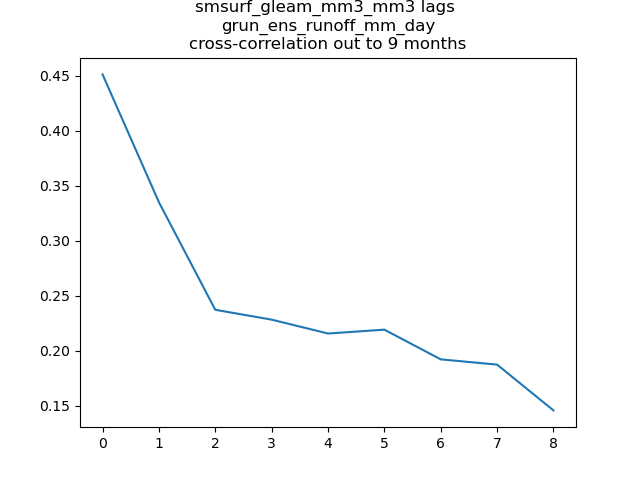 smsurf_gleam_mm3_mm3 lags
grun_ens_runoff_mm_day
cross-correlation out to 9 months
0.45
0.40
0.35
0.30
0.25
0.20
0.15
0 1 2 3 4 5 6 7 8